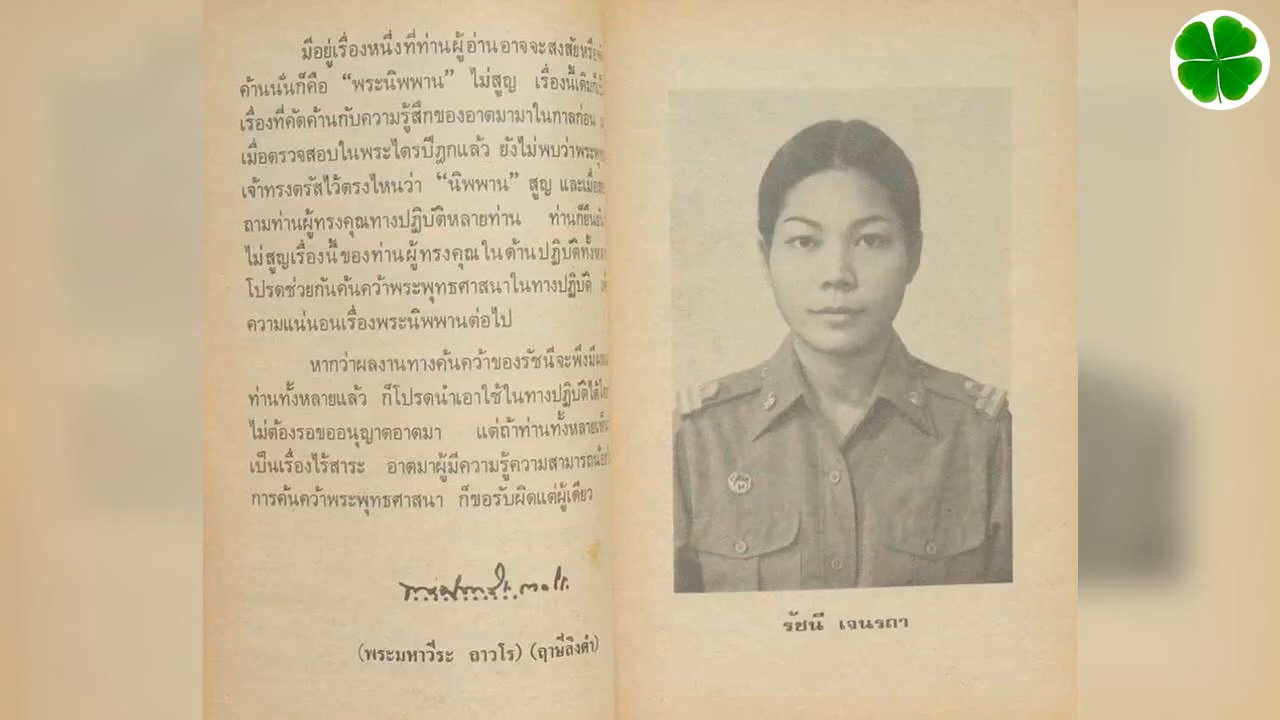 มีอยู่เรื่องหนึ่งที่ท่านผู้อ่านอาจจะสงสัยหรือ
ค้านนั่นก็คือ “พระนิพพาน” ไม่สูญ เรื่องนี้เดิมก็
เรื่องที่คัดค้านกับความรู้สึกของอาตมามาในกาลก่อน
เมื่อตรวจสอบในพระไตรปิฎกแล้ว ยังไม่พบว่าพระพุทธ
เจ้าทรงตรัสไว้ตรงไหนว่า “นิพพาน” สูญ และเมื่อ
ถามท่านผู้ทรงคุณทางปฏิบัติหลายท่าน ท่านก็ยืนยัน
ไม่สูญเรื่องนี้ของท่านผู้ทรงคุณในด้านปฏิบัติทั้ง
โปรดช่วยกันค้นคว้าพระพุทธศาสนาในทางปฏิบัติ
ความแน่นอนเรื่องพระนิพพานต่อไป
หากว่าผลงานทางค้นคว้าของรัชนีจะพึงมี
ท่านทั้งหลายแล้ว ก็โปรดนำเอาใช้ในทางปฏิบัติได้
ไม่ต้องรอขออนุญาตอาตมา แต่ถ้าท่านทั้งหลาย
เป็นเรื่องไร้สาระ อาตมาผู้มีความรู้ความสามารถ
การค้นคว้าพระพุทธศาสนา ก็ขอรับผิดแต่ผู้เดียว
(พระมหาวีระ ถาวโร) (ฤาษีลิงดำ)
รัชนี เจนรถา